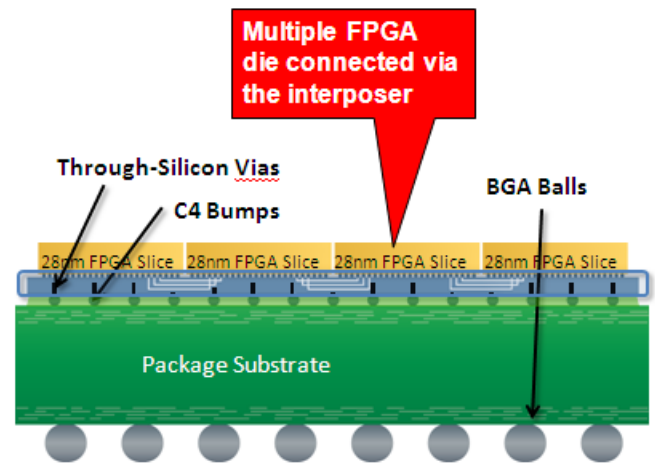 Multiple FPGA
die connected via
the interposer
Through-Silicon Vias
C4 Bumps
BGA Balls
28nm FPGA Slice 28nm FPGA Slice 28nm FPGA Slice 28nm FPGA Slice
Package Substrate